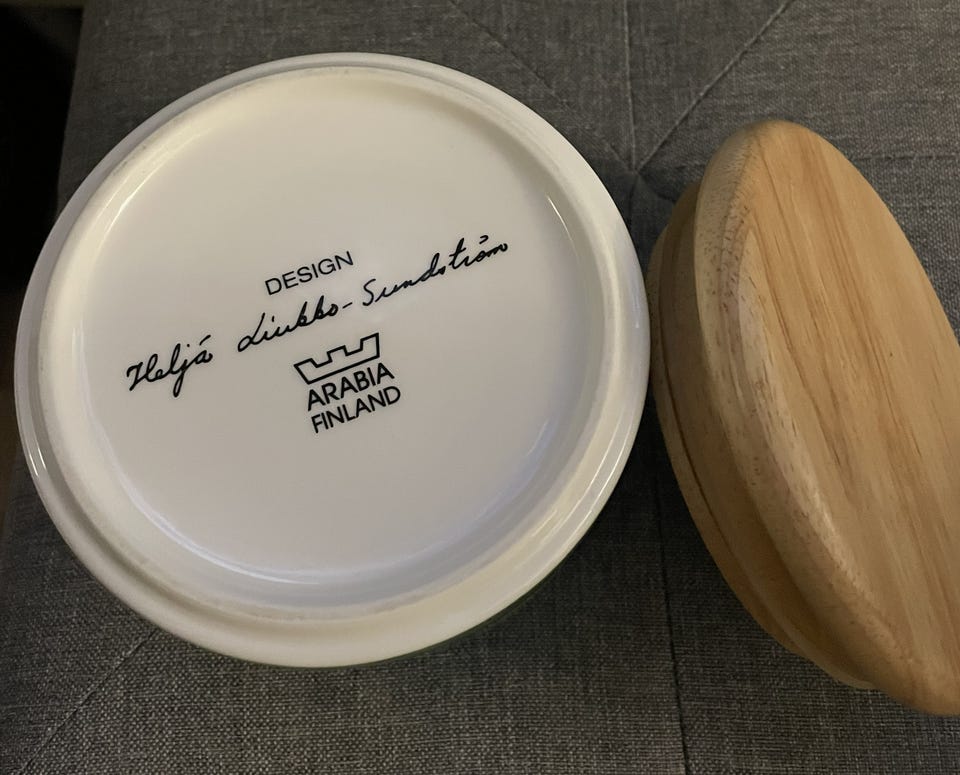 DESIGN
Heljä Liukko-Sundström
ARABIA
FINLAND